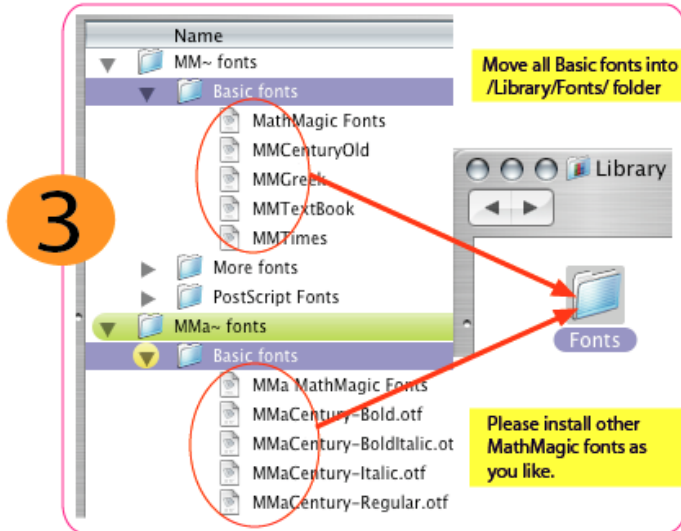 3
Name
MM~ fonts
Basic fonts
MathMagic Fonts
MMCenturyOld
MMGreek
MMTextBook
MMTimes
More fonts
PostScript Fonts
MMa~ fonts
Basic fonts
MMa MathMagic Fonts
MMaCentury-Bold.otf
MMaCentury-BoldItalic.ot
MMaCentury-Italic.otf
MMaCentury-Regular.otf
Move all Basic fonts into
/Library/Fonts/ folder
Library
Fonts
Please install other
MathMagic fonts as
you like.